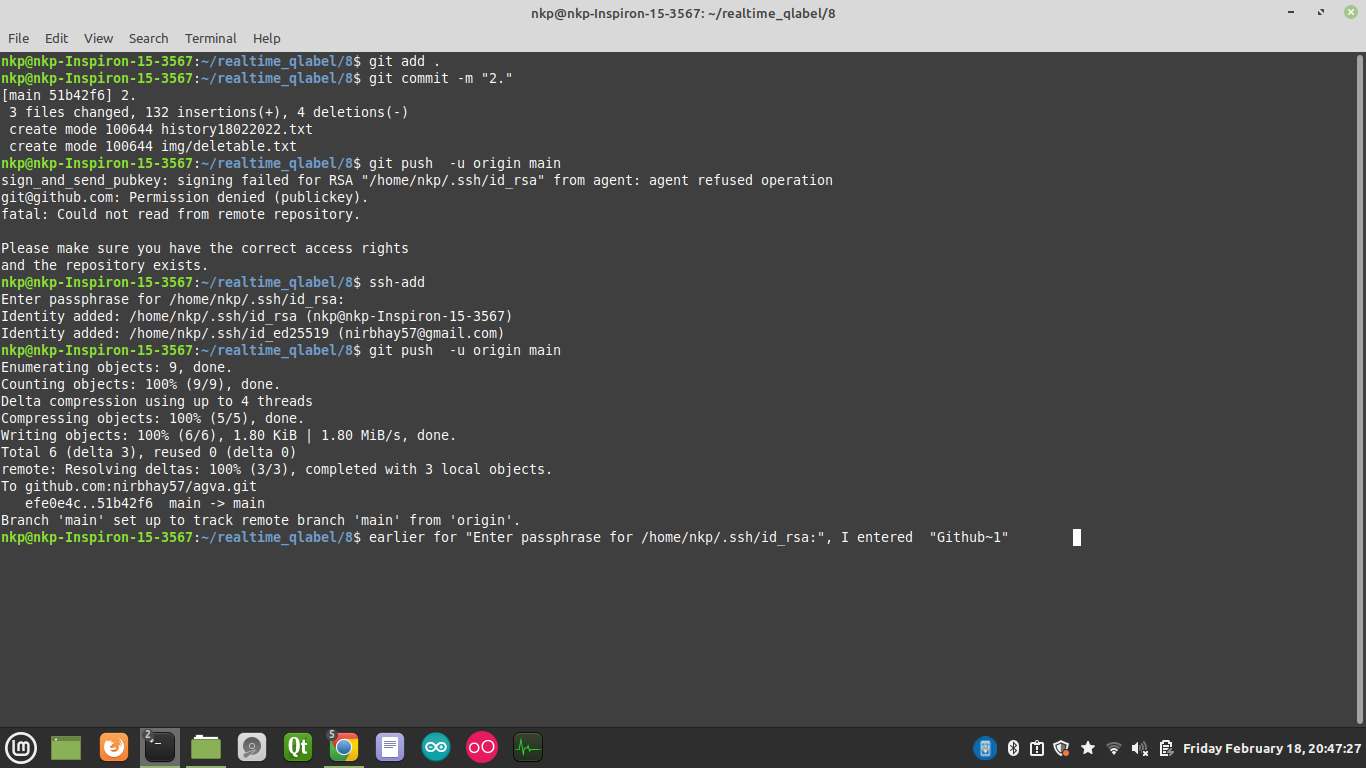 nkp@nkp-Inspiron-15-3567: ~/realtime_qlabel/8
File Edit View Search Terminal Help
nkp@nkp-Inspiron-15-3567:~/realtime_qlabel/8$ git add .
nkp@nkp-Inspiron-15-3567:~/realtime_qlabel/8$ git commit -m "2."
[main 51b42f6] 2.
 3 files changed, 132 insertions(+), 4 deletions(-)
 create mode 100644 history18022022.txt
 create mode 100644 img/deletable.txt
nkp@nkp-Inspiron-15-3567:~/realtime_qlabel/8$ git push  -u origin main
sign_and_send_pubkey: signing failed for RSA "/home/nkp/.ssh/id_rsa" from agent: agent refused operation
git@github.com: Permission denied (publickey).
fatal: Could not read from remote repository.

Please make sure you have the correct access rights
and the repository exists.
nkp@nkp-Inspiron-15-3567:~/realtime_qlabel/8$ ssh-add
Enter passphrase for /home/nkp/.ssh/id_rsa:
Identity added: /home/nkp/.ssh/id_rsa (nkp@nkp-Inspiron-15-3567)
Identity added: /home/nkp/.ssh/id_ed25519 (nirbhay57@gmail.com)
nkp@nkp-Inspiron-15-3567:~/realtime_qlabel/8$ git push  -u origin main
Enumerating objects: 9, done.
Counting objects: 100% (9/9), done.
Delta compression using up to 4 threads
Compressing objects: 100% (5/5), done.
Writing objects: 100% (6/6), 1.80 KiB | 1.80 MiB/s, done.
Total 6 (delta 3), reused 0 (delta 0)
remote: Resolving deltas: 100% (3/3), completed with 3 local objects.
To github.com:nirbhay57/agva.git
   efe0e4c..51b42f6  main -> main
Branch 'main' set up to track remote branch 'main' from 'origin'.
nkp@nkp-Inspiron-15-3567:~/realtime_qlabel/8$ earlier for "Enter passphrase for /home/nkp/.ssh/id_rsa:", I entered  "Github~1"
2 Qt 5 Friday February 18, 20:47:27